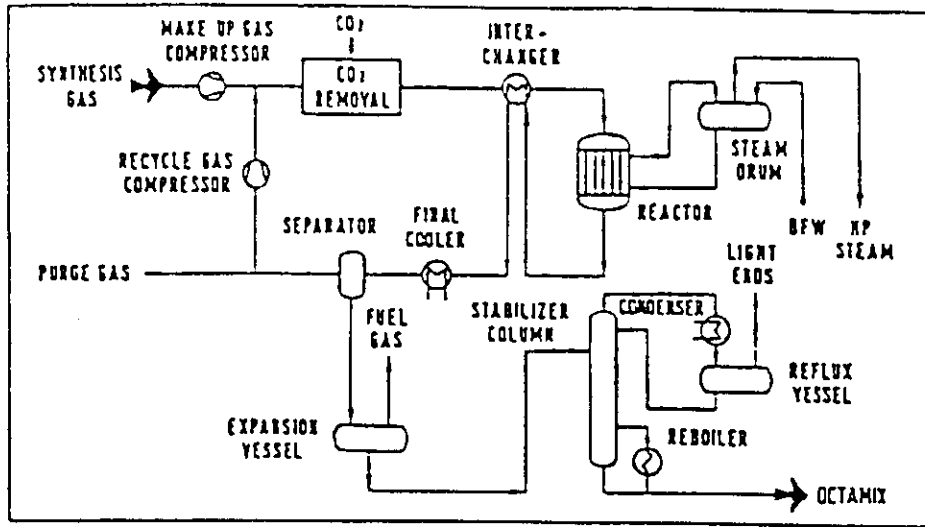 MAKE UP GAS
COMPRESSOR
CO₂
CO₂
REMOVAL
INTER-
CHANGER
SYNTHESIS
GAS
RECYCLE GAS
COMPRESSOR
STEAM
DRUM
REACTOR
SEPARATOR
FINAL
COOLER
BFW
HP
STEAM
PURGE GAS
LIGHT
ENDS
FUEL
GAS
STABILIZER
COLUMN
CONDENSER
REFLUX
VESSEL
EXPANSION
VESSEL
REBOILER
OCTAMIX